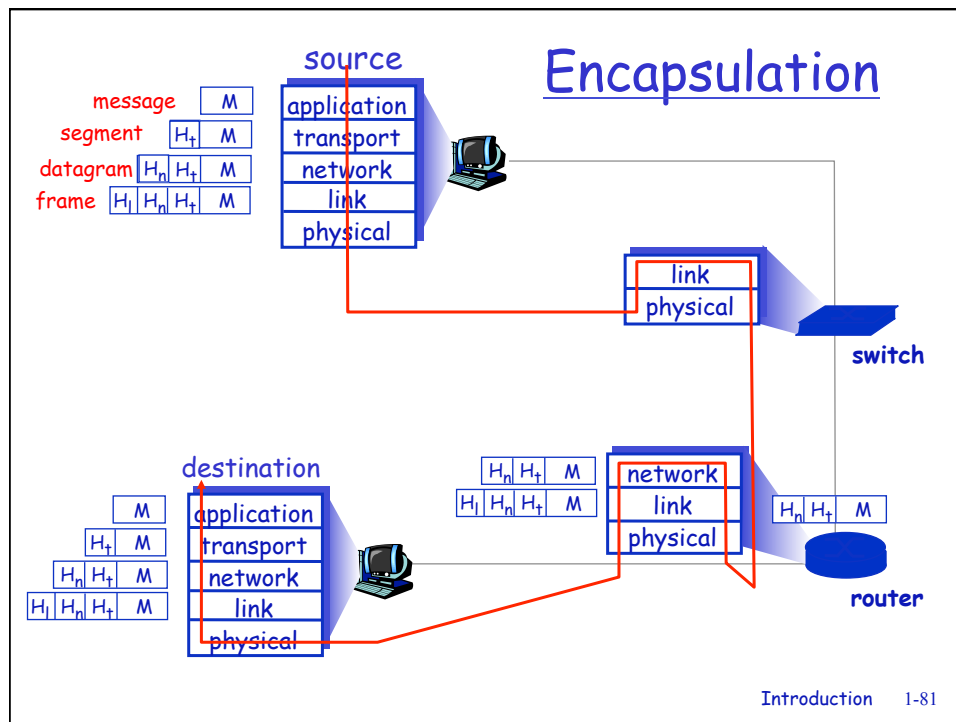 Encapsulation
source
message M application
segment Hₜ M transport
datagram Hₙ Hₜ M network
frame Hₗ Hₙ Hₜ M link
physical
link
physical
switch
destination
Hₙ Hₜ M network
Hₗ Hₙ Hₜ M link
physical
Hₙ Hₜ M
router
M application
Hₜ M transport
Hₙ Hₜ M network
Hₗ Hₙ Hₜ M link
physical
Introduction 1-81